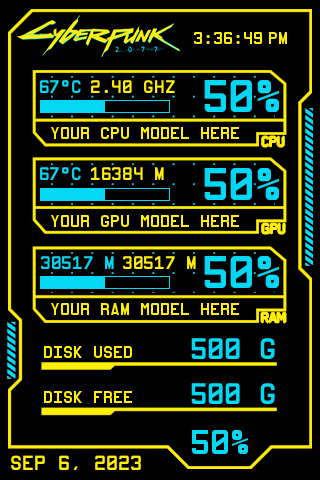 Cyberpunk 3:36:49 PM
2077
67°C 2.40 GHZ 50%
YOUR CPU MODEL HERE CPU
67°C 16384 M 50%
YOUR GPU MODEL HERE GPU
30517 M 30517 M 50%
YOUR RAM MODEL HERE RAM
DISK USED 500 G
DISK FREE 500 G
50%
SEP 6, 2023